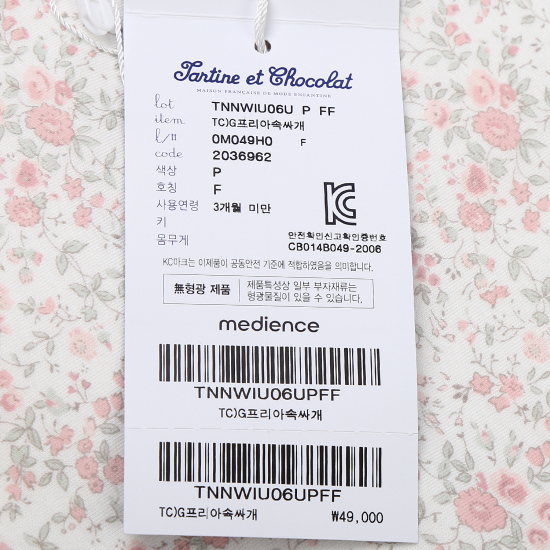 Tartine et Chocolat
MAISON FRANÇAISE DE MODE ENFANTINE
lot TNNWIU06U P FF
item TC)G프리아속싸개
l/n 0M049H0 F
code 2036962
색상 P
호칭 F
사용연령 3개월 미만
키
몸무게
안전확인신고확인증번호
CB014B049-2006
KC마크는 이제품이 공동안전 기준에 적합하였음을 의미합니다.
無형광 제품
제품특성상 일부 부자재류는
형광물질이 있을 수 있습니다.
medience
TNNWIU06UPFF
TC)G프리아속싸개
TNNWIU06UPFF
TC)G프리아속싸개 ₩49,000